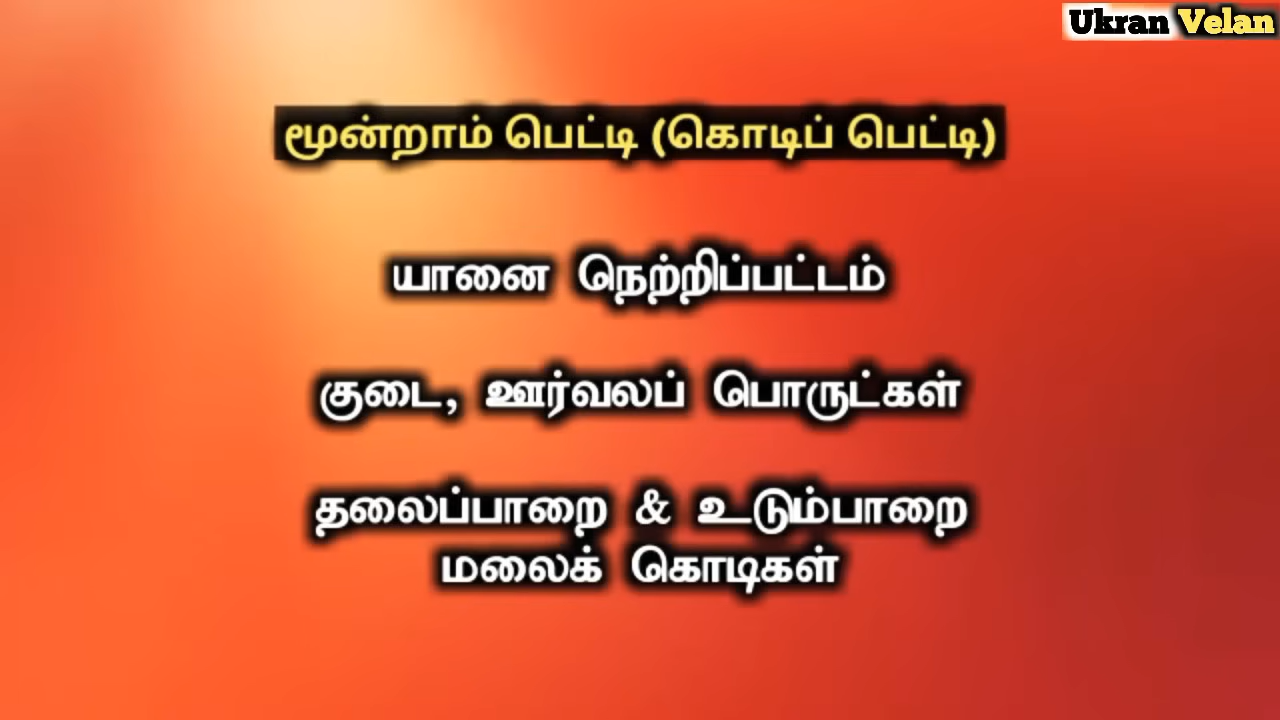 Ukran Velan
மூன்றாம் பெட்டி (கொடிப் பெட்டி)
யானை நெற்றிப்பட்டம்
குடை, ஊர்வலப் பொருட்கள்
தலைப்பாறை & உடும்பாறை
மலைக் கொடிகள்